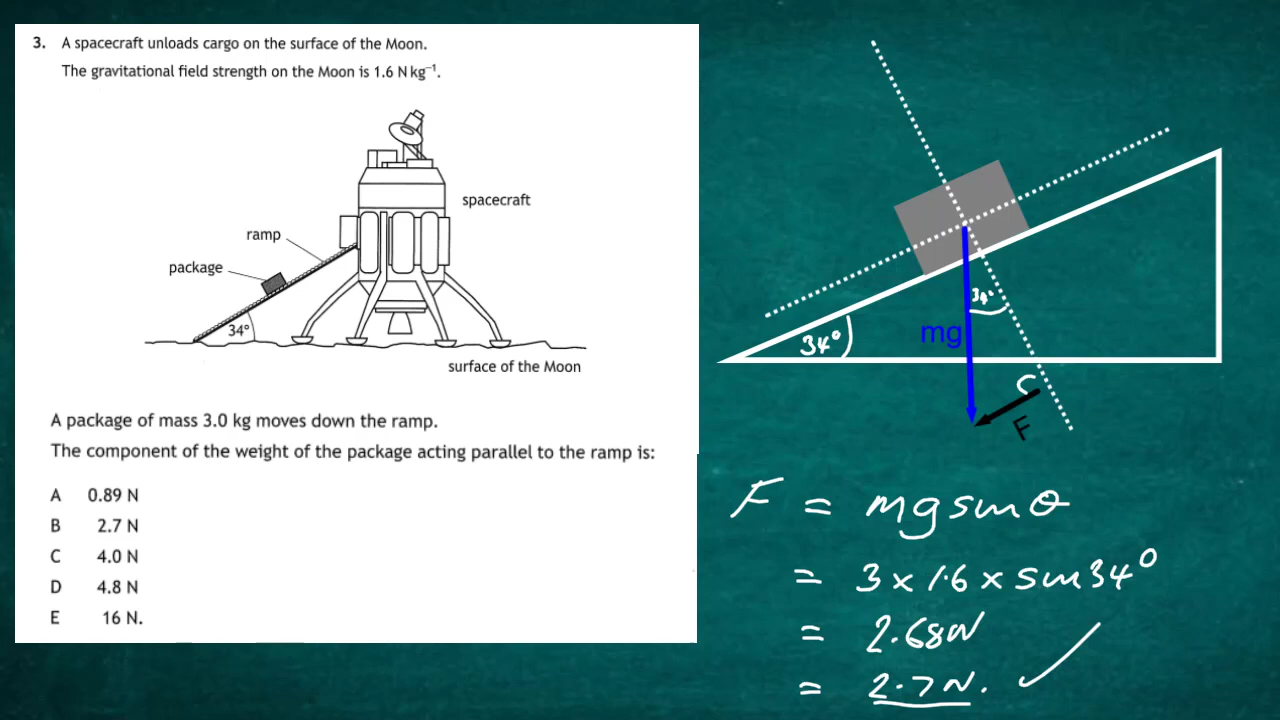 3. A spacecraft unloads cargo on the surface of the Moon.
The gravitational field strength on the Moon is 1.6 N kg⁻¹.
spacecraft
ramp
package
34°
surface of the Moon
A package of mass 3.0 kg moves down the ramp.
The component of the weight of the package acting parallel to the ramp is:
A 0.89 N
B 2.7 N
C 4.0 N
D 4.8 N
E 16 N.
34°
mg
34°
F
F = mg sin θ
= 3 × 1.6 × sin 34°
= 2.68N
= 2.7N. ✓